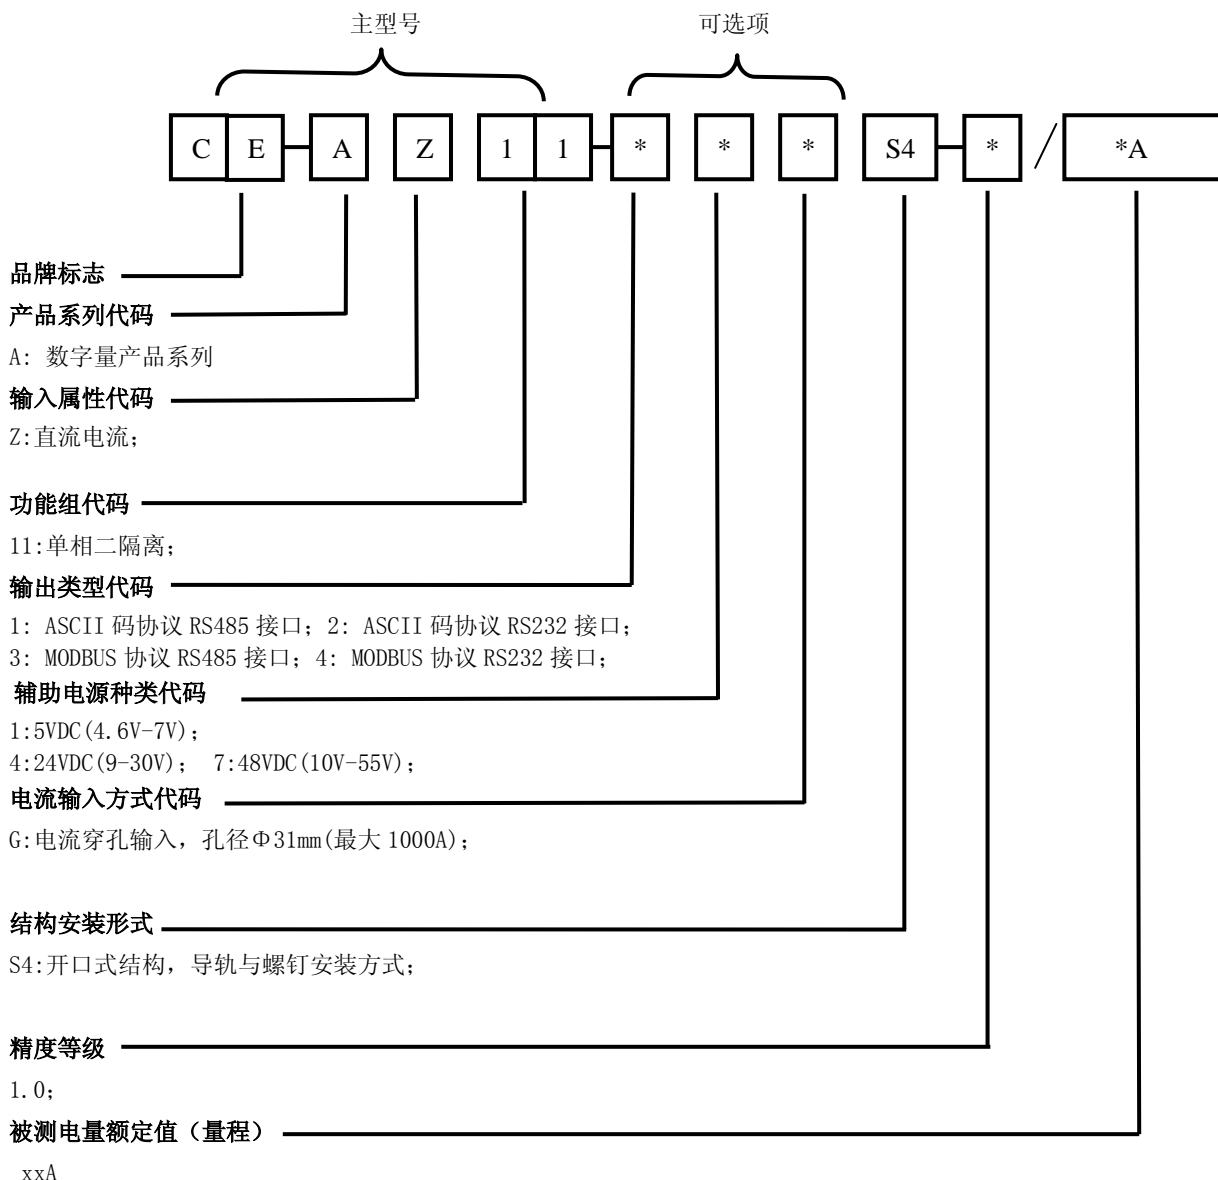 主型号 可选项
C E A Z 1 1 * * * S4 * / *A
品牌标志
产品系列代码
A: 数字量产品系列
输入属性代码
Z:直流电流;
功能组代码
11:单相二隔离;
输出类型代码
1: ASCII 码协议 RS485 接口; 2: ASCII 码协议 RS232 接口;
3: MODBUS 协议 RS485 接口; 4: MODBUS 协议 RS232 接口;
辅助电源种类代码
1:5VDC(4.6V-7V);
4:24VDC(9-30V); 7:48VDC(10V-55V);
电流输入方式代码
G:电流穿孔输入,孔径Φ31mm(最大 1000A);
结构安装形式
S4:开口式结构,导轨与螺钉安装方式;
精度等级
1.0;
被测电量额定值（量程）
xxA